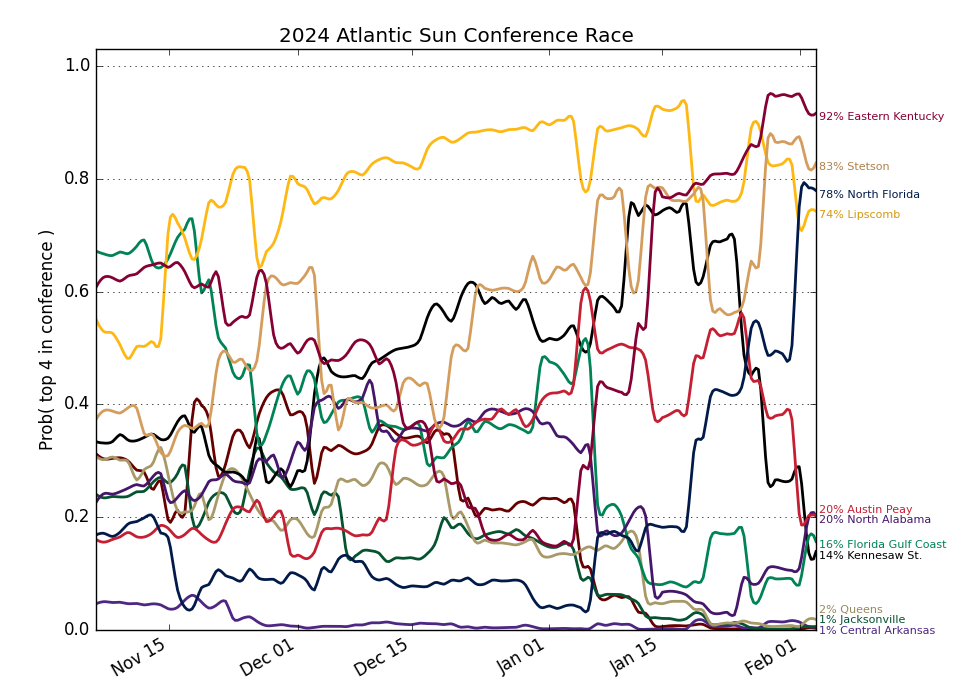 2024 Atlantic Sun Conference Race
Prob( top 4 in conference )
1.0
0.8
0.6
0.4
0.2
0.0
Nov 15
Dec 01
Dec 15
Jan 01
Jan 15
Feb 01
92% Eastern Kentucky
83% Stetson
78% North Florida
74% Lipscomb
20% Austin Peay
20% North Alabama
16% Florida Gulf Coast
14% Kennesaw St.
2% Queens
1% Jacksonville
1% Central Arkansas